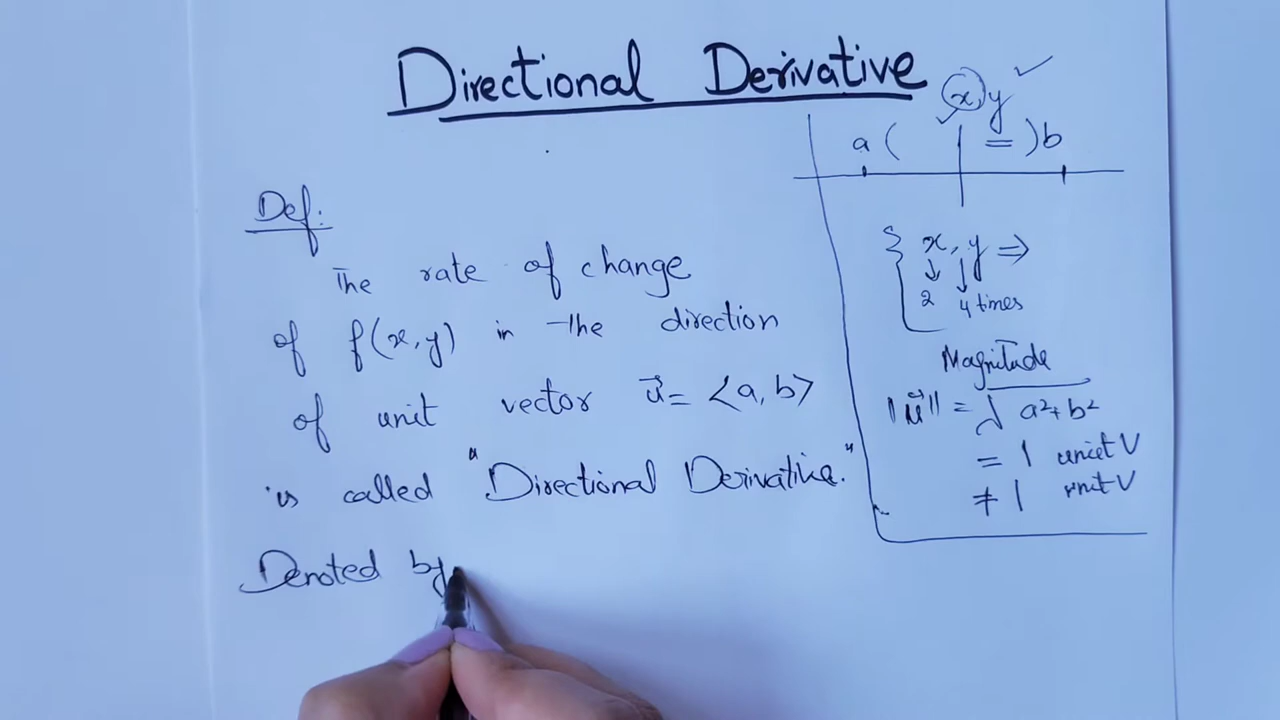 Directional Derivative
x, y ✓
a ( = ) b
Def:
The rate of change
of f(x,y) in the direction
of unit vector u⃗ = <a, b>
is called "Directional Derivative."
Denoted by
{ x, y ⇒
↓ ↓
2 4 times
Magnitude
||u⃗|| = √ a²+b²
= 1 unit V
≠ 1 unit V